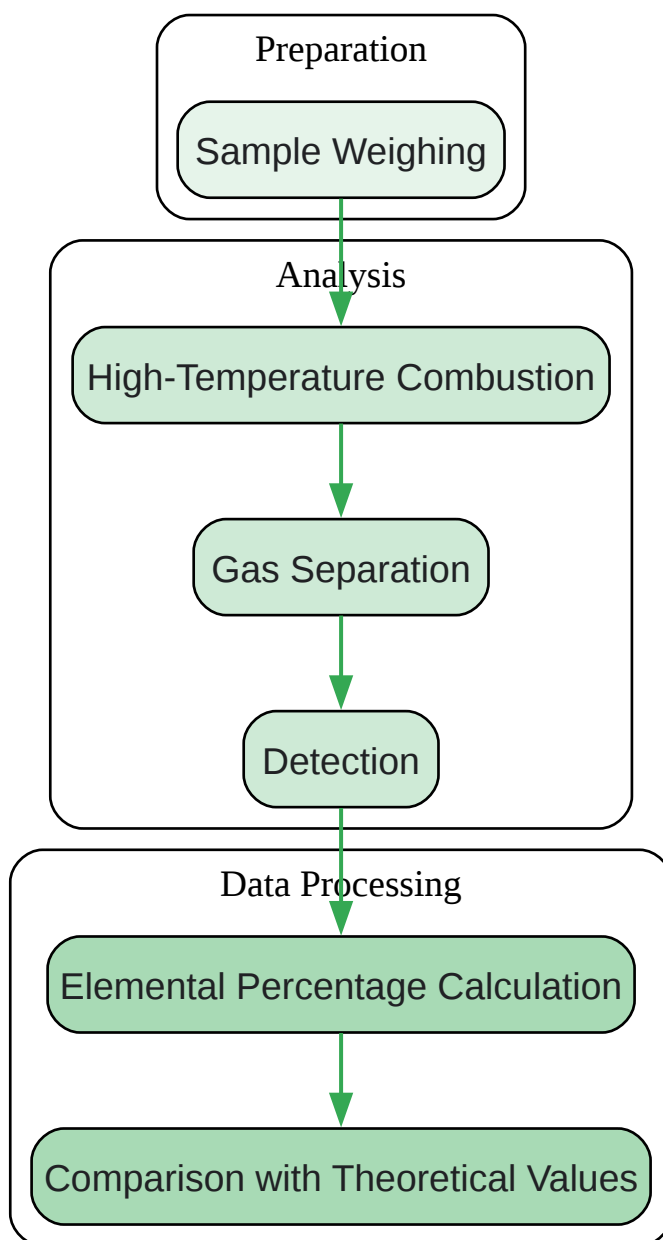 Preparation
Sample Weighing
Analysis
High-Temperature Combustion
Gas Separation
Detection
Data Processing
Elemental Percentage Calculation
Comparison with Theoretical Values